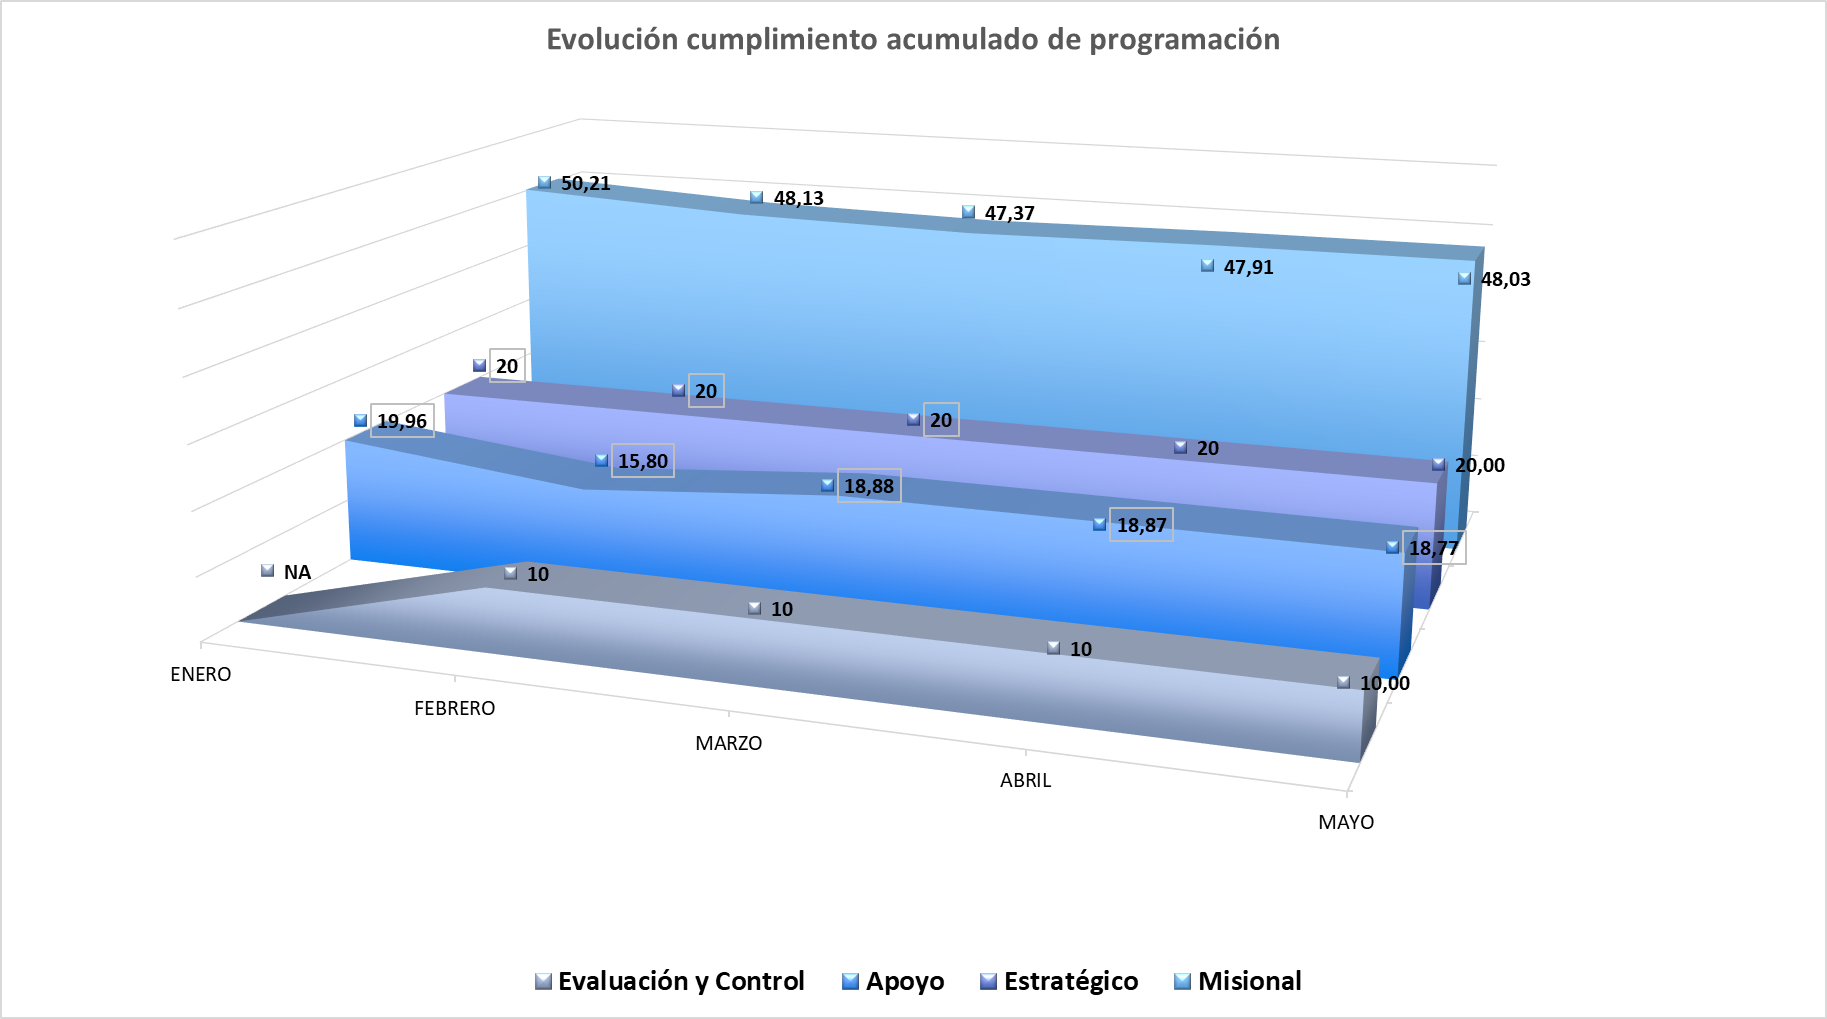 Evolución cumplimiento acumulado de programación
50,21
48,13
47,37
47,91
48,03
20
20
20
20
20,00
19,96
15,80
18,88
18,87
18,77
NA
10
10
10
10,00
ENERO
FEBRERO
MARZO
ABRIL
MAYO
Evaluación y Control
Apoyo
Estratégico
Misional